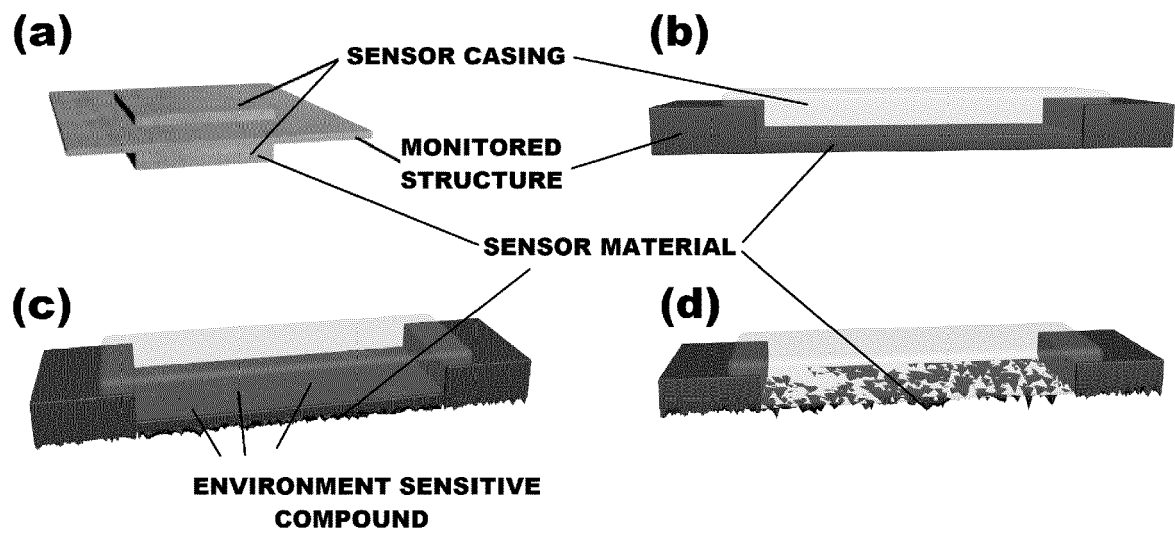 (a)
(b)
SENSOR CASING
MONITORED
STRUCTURE
SENSOR MATERIAL
(c)
(d)
ENVIRONMENT SENSITIVE
COMPOUND